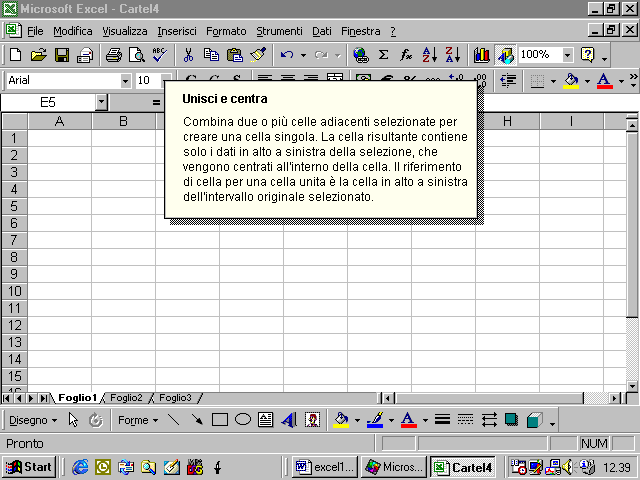 Microsoft Excel - Cartel4
File Modifica Visualizza Inserisci Formato Strumenti Dati Finestra ?
100%
Arial 10
E5 =
Unisci e centra
Combina due o più celle adiacenti selezionate per
creare una cella singola. La cella risultante contiene
solo i dati in alto a sinistra della selezione, che
vengono centrati all'interno della cella. Il riferimento
di cella per una cella unita è la cella in alto a sinistra
dell'intervallo originale selezionato.
A B H I
1
2
3
4
5
6
7
8
9
10
11
12
13
14
15
Foglio1 Foglio2 Foglio3
Disegno Forme
Pronto NUM
Start excel1... Micros... Cartel4 12.39